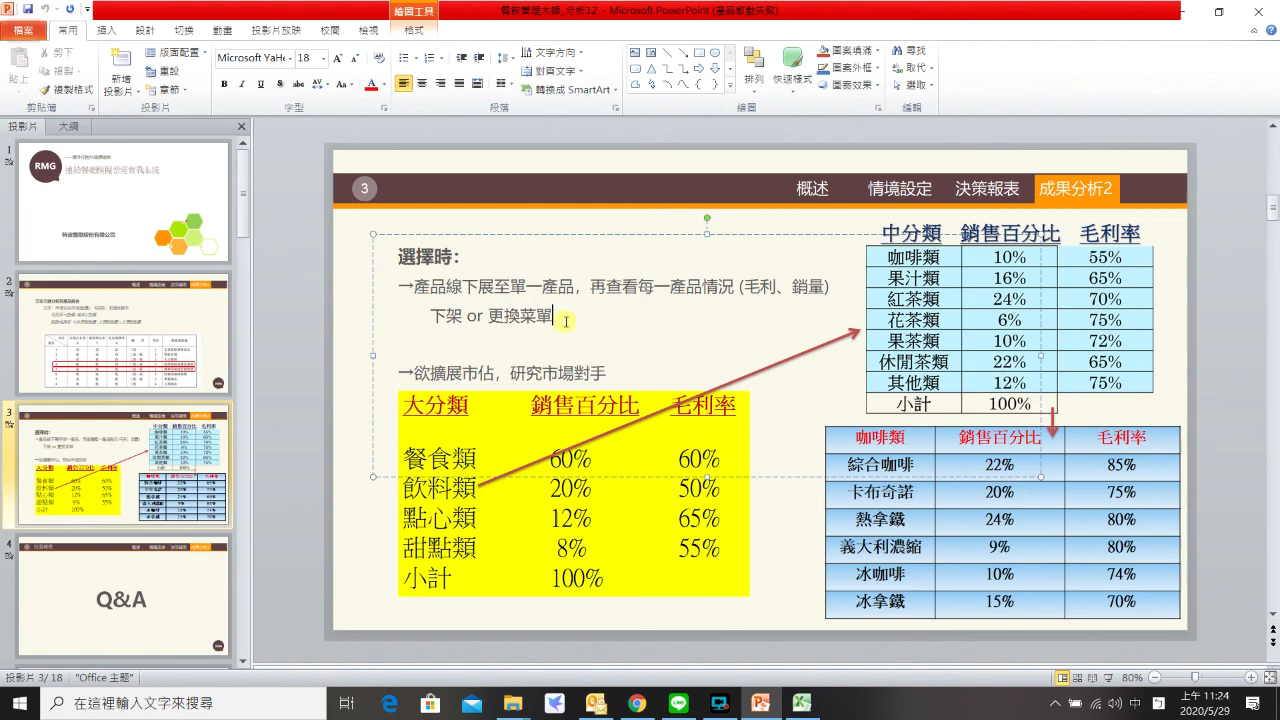 餐飲管理大師_分析12 - Microsoft PowerPoint (產品啟動失敗)
繪圖工具
檔案 常用 插入 設計 切換 動畫 投影片放映 校閱 檢視 格式
貼上
剪下
複製
複製格式
剪貼簿
新增
投影片
版面配置
重設
章節
投影片
Microsoft YaHe 18
字型
文字方向
對齊文字
轉換成 SmartArt
段落
排列
快速樣式
圖案填滿
圖案外框
圖案效果
繪圖
尋找
取代
選取
編輯
投影片 大綱
1
RMG
2
3
4
Q&A
3
概述 情境設定 決策報表 成果分析2
選擇時:
→產品線下展至單一產品，再查看每一產品情況 (毛利、銷量)
下架 or 更換菜單
→欲擴展市佔，研究市場對手
大分類 銷售百分比 毛利率
餐食類 60% 60%
飲料類 20% 50%
點心類 12% 65%
甜點類 8% 55%
小計 100%
中分類 銷售百分比 毛利率
咖啡類 10% 55%
果汁類 16% 65%
紅茶類 24% 70%
花茶類 6% 75%
果茶類 10% 72%
休閒茶類 22% 65%
其他類 12% 75%
小計 100%
咖啡類 銷售百分比 毛利率
綜合咖啡 22% 85%
卡布奇諾 20% 75%
熱拿鐵 24% 80%
義大利濃縮 9% 80%
冰咖啡 10% 74%
冰拿鐵 15% 70%
投影片 3/18 "Office 主題" 80%
在這裡輸入文字來搜尋
中
上午 11:24
2020/5/29